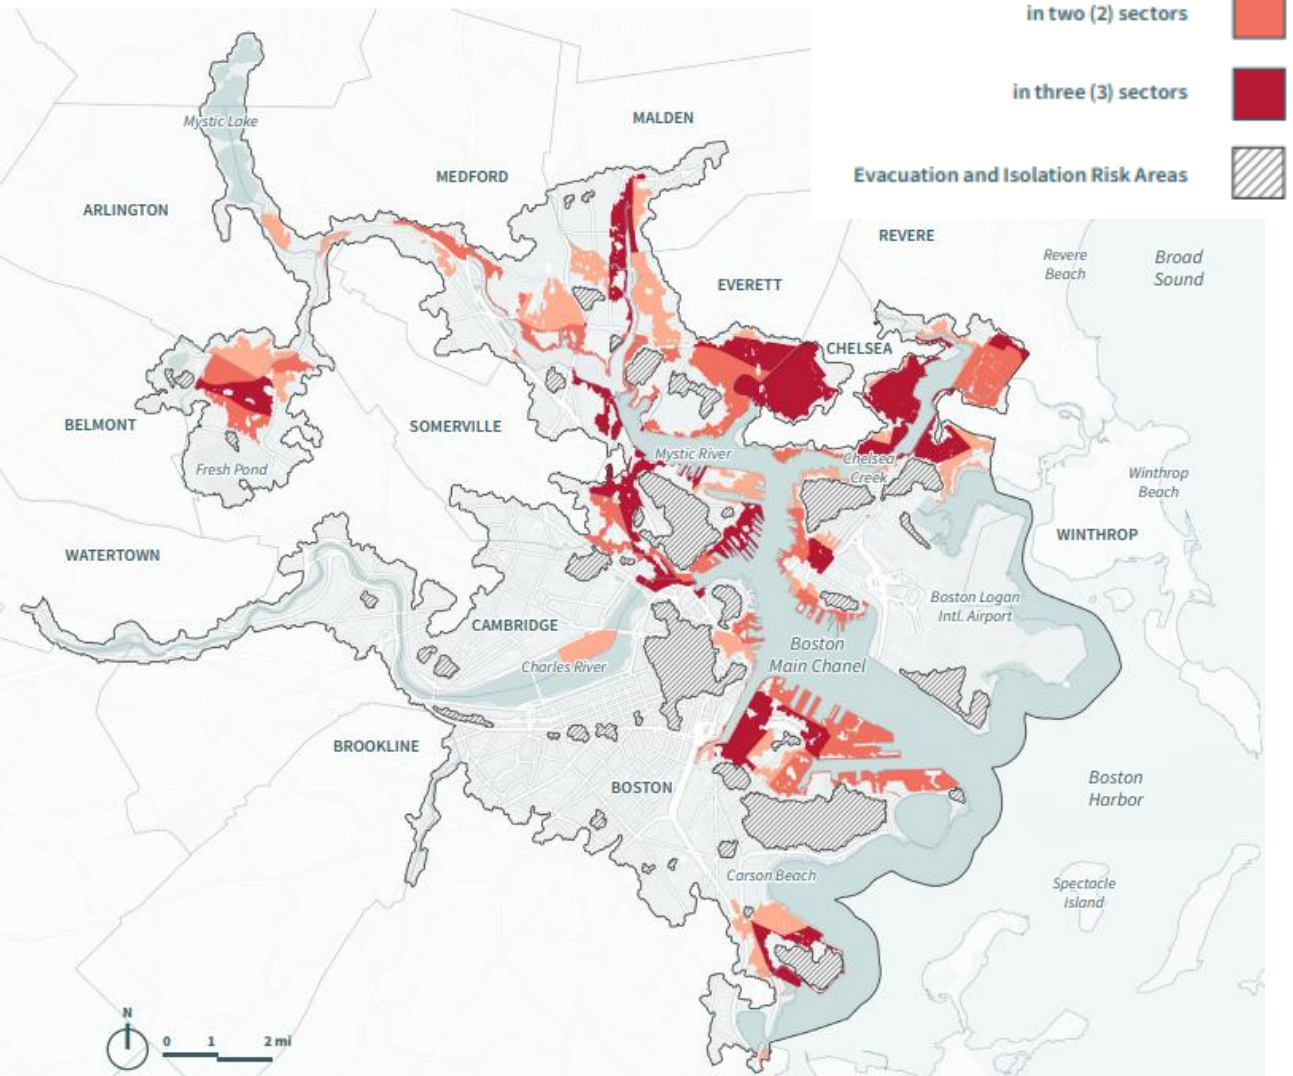 in two (2) sectors
in three (3) sectors
Evacuation and Isolation Risk Areas
MALDEN
Mystic Lake
MEDFORD
ARLINGTON
REVERE
Revere
Beach
Broad
Sound
EVERETT
CHELSEA
BELMONT
SOMERVILLE
Mystic River
Chelsea
Creek
Fresh Pond
Winthrop
Beach
WATERTOWN
WINTHROP
Boston Logan
Intl. Airport
CAMBRIDGE
Charles River
Boston
Main Chanel
BROOKLINE
BOSTON
Boston
Harbor
Carson Beach
Spectacle
Island
N
0 1 2 mi